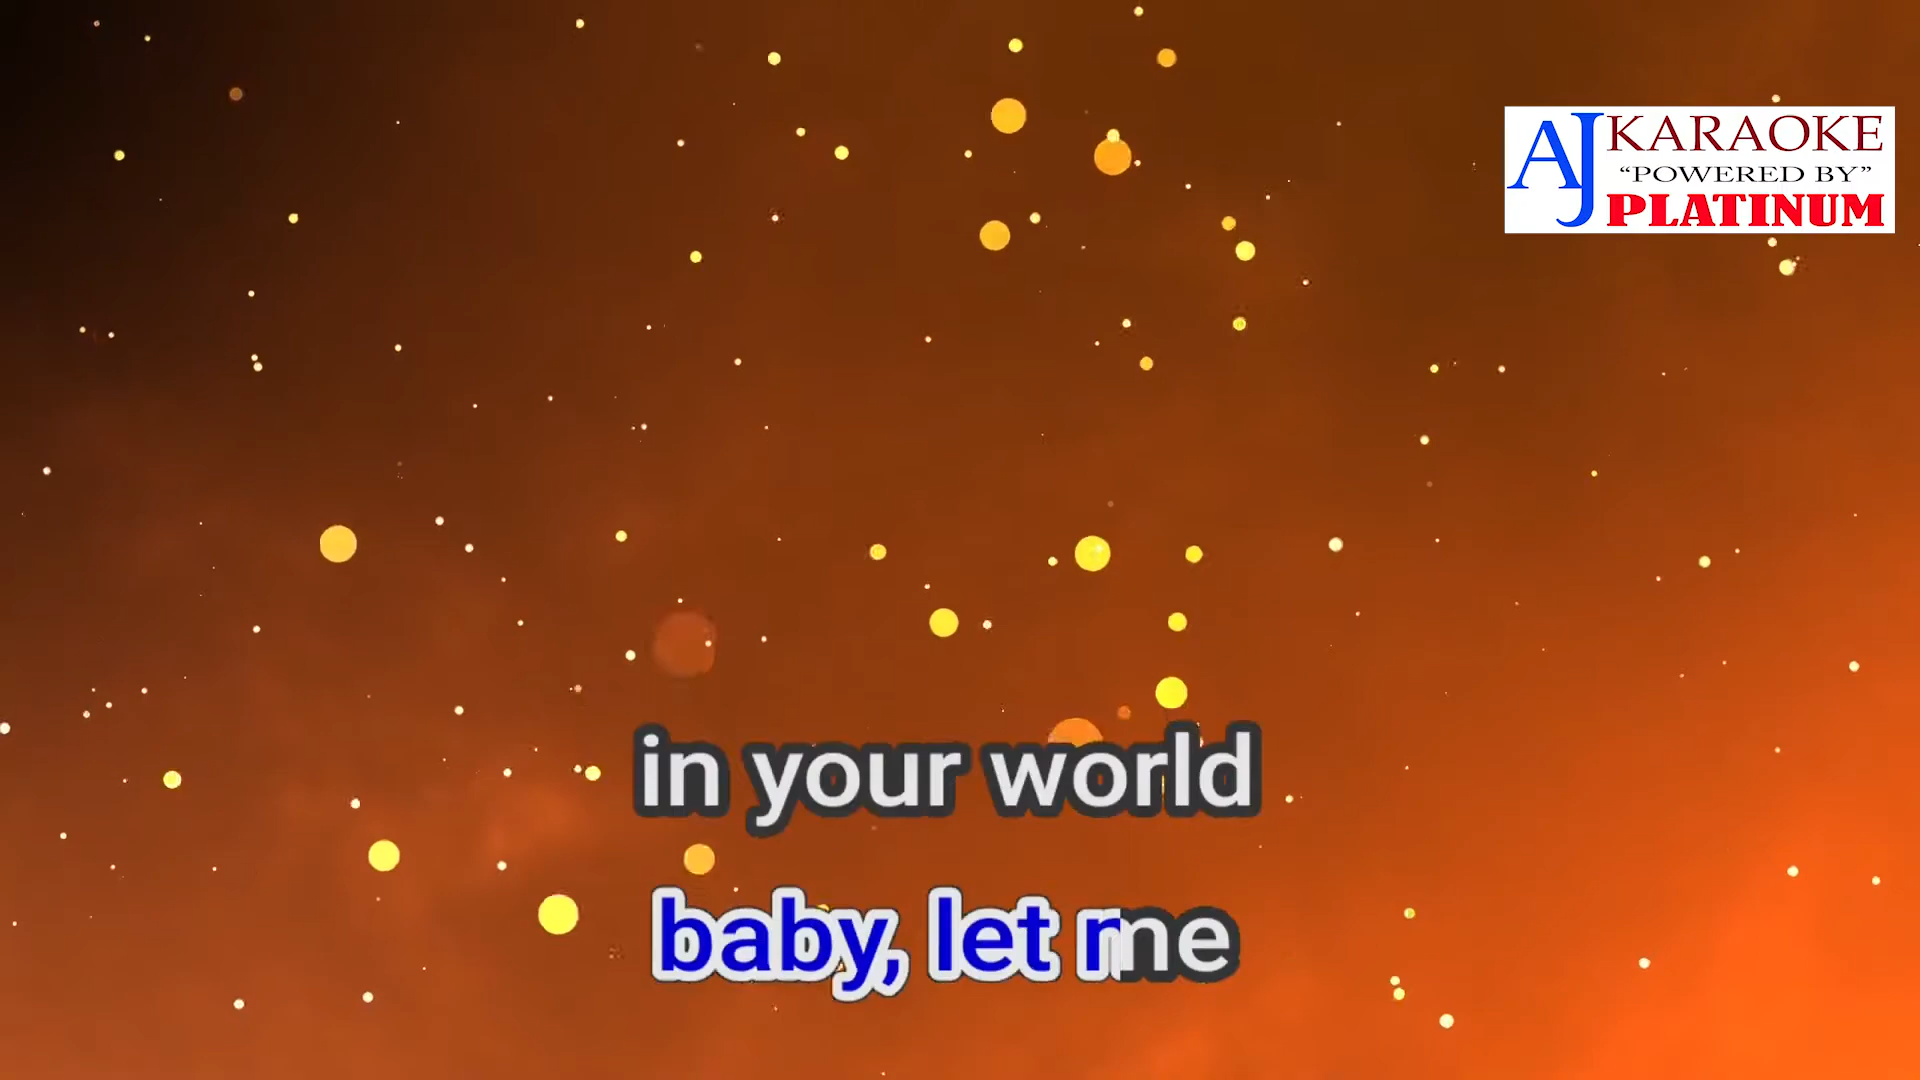 AJ KARAOKE
“POWERED BY”
PLATINUM
in your world
baby, let me